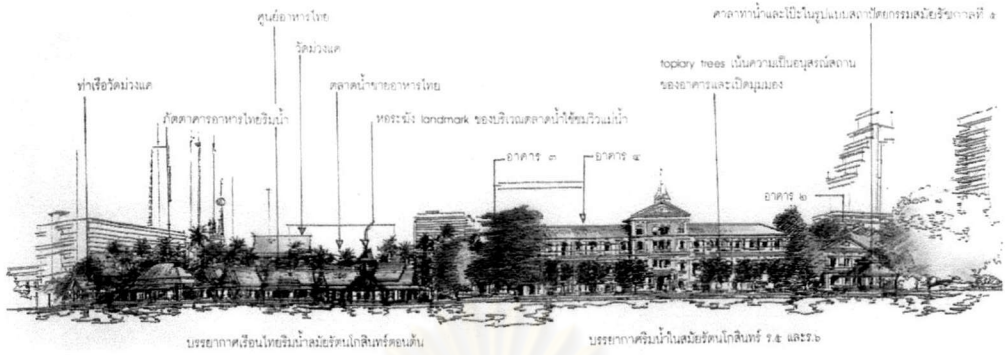 ศูนย์อาหารไทย
ศาลาท่าน้ำและโป๊ะในรูปแบบสถาปัตยกรรมสมัยรัชกาลที่ ๕
วัดม่วงแค
topiary trees เน้นความเป็นอนุสรณ์สถาน
ของอาคารและเปิดมุมมอง
ท่าเรือวัดม่วงแค
ตลาดน้ำขายอาหารไทย
ภัตตาคารอาหารไทยริมน้ำ
หอระฆัง landmark ของบริเวณตลาดน้ำใช้ชมวิวแม่น้ำ
อาคาร ๓
อาคาร ๔
อาคาร ๒
บรรยากาศเรือนไทยริมน้ำสมัยรัตนโกสินทร์ตอนต้น
บรรยากาศริมน้ำในสมัยรัตนโกสินทร์ ร.๕ และร.๖